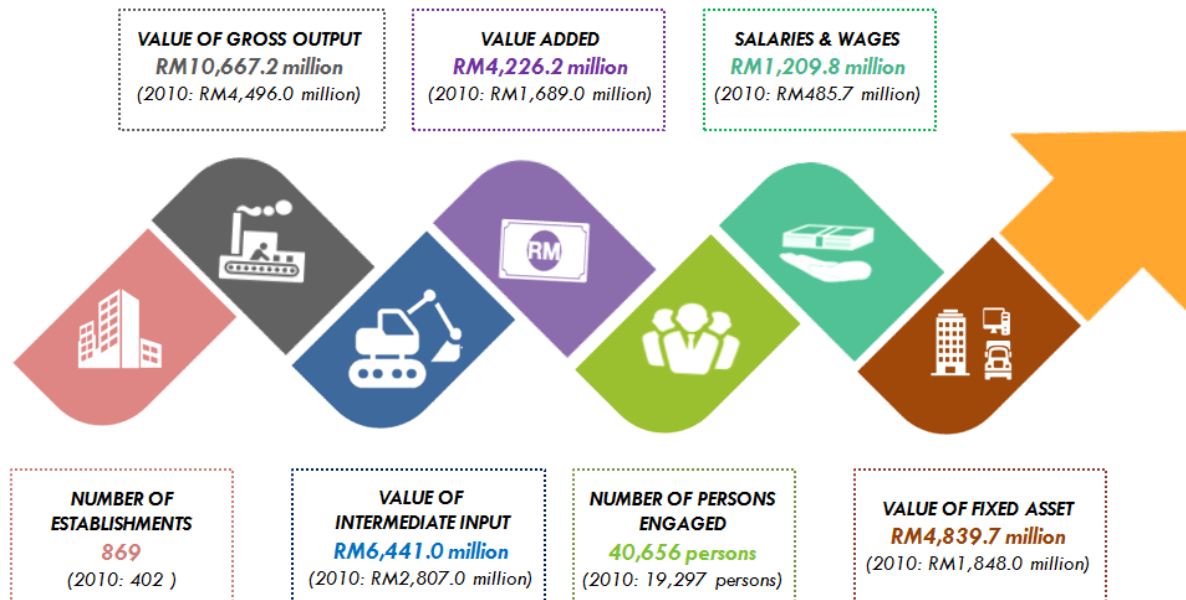 VALUE OF GROSS OUTPUT
RM10,667.2 million
(2010: RM4,496.0 million)
VALUE ADDED
RM4,226.2 million
(2010: RM1,689.0 million)
SALARIES & WAGES
RM1,209.8 million
(2010: RM485.7 million)
RM
NUMBER OF
ESTABLISHMENTS
869
(2010: 402 )
VALUE OF
INTERMEDIATE INPUT
RM6,441.0 million
(2010: RM2,807.0 million)
NUMBER OF PERSONS
ENGAGED
40,656 persons
(2010: 19,297 persons)
VALUE OF FIXED ASSET
RM4,839.7 million
(2010: RM1,848.0 million)